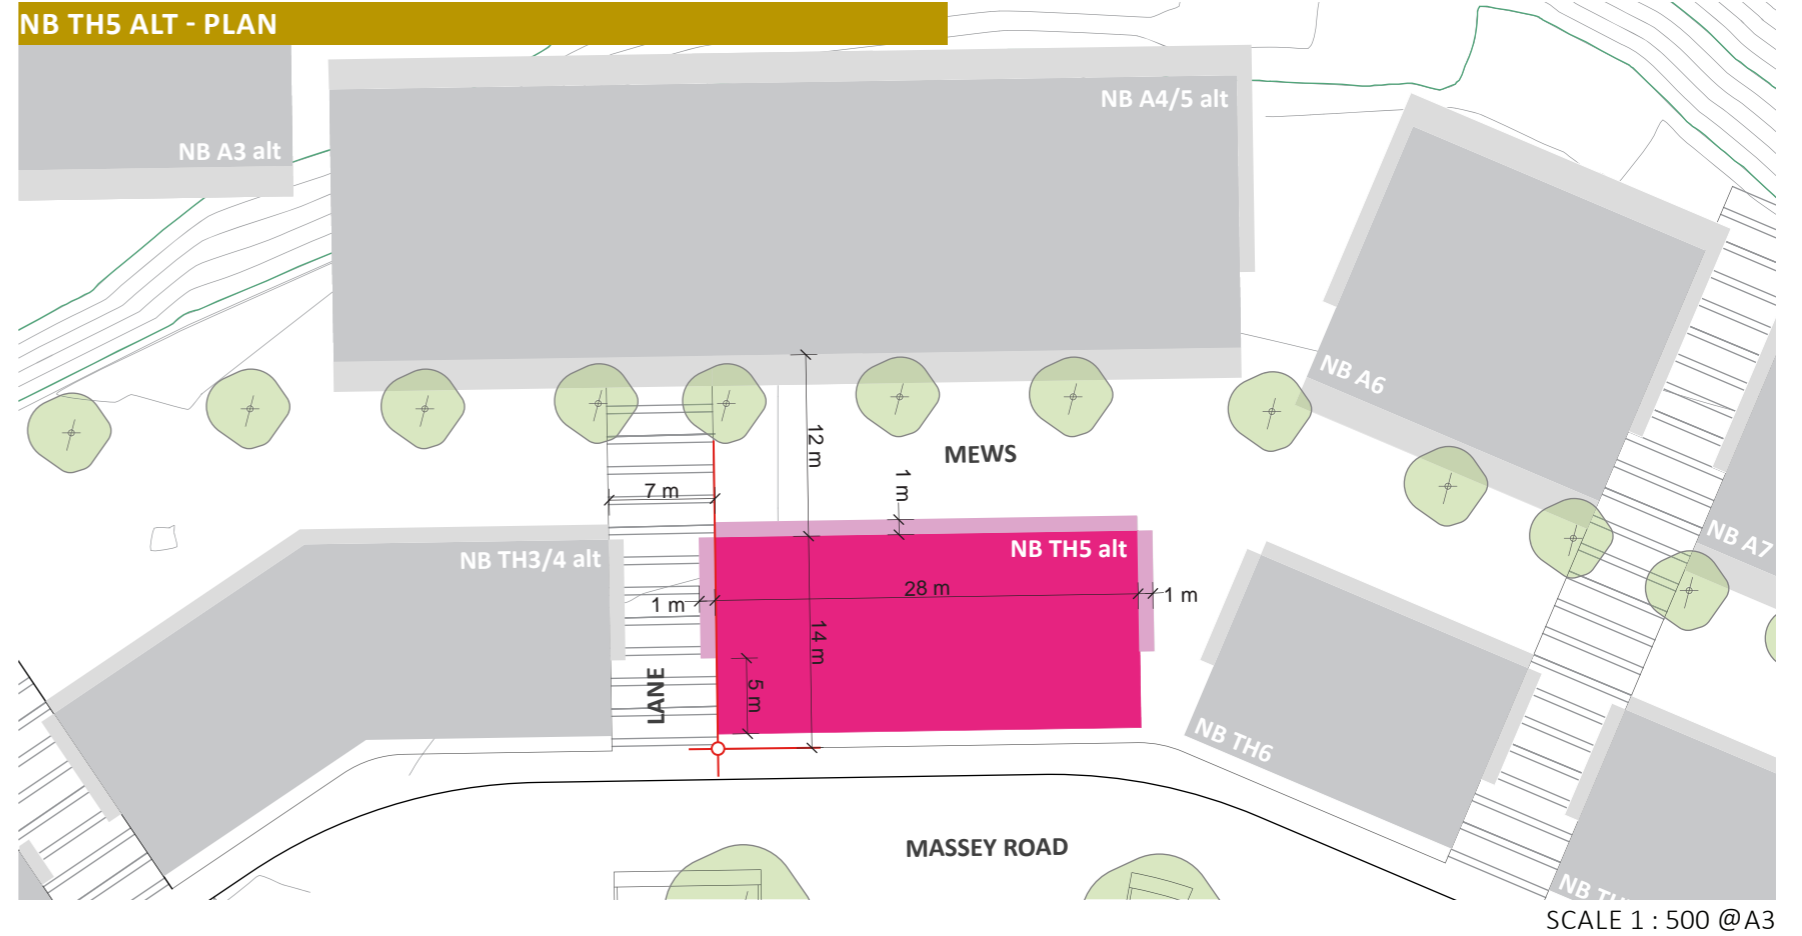 NB TH5 ALT - PLAN
NB A4/5 alt
NB A3 alt
NB A6
12 m
MEWS
1 m
7 m
NB A7
NB TH3/4 alt
NB TH5 alt
28 m
1 m
1 m
14 m
5 m
LANE
NB TH6
MASSEY ROAD
SCALE 1 : 500 @A3